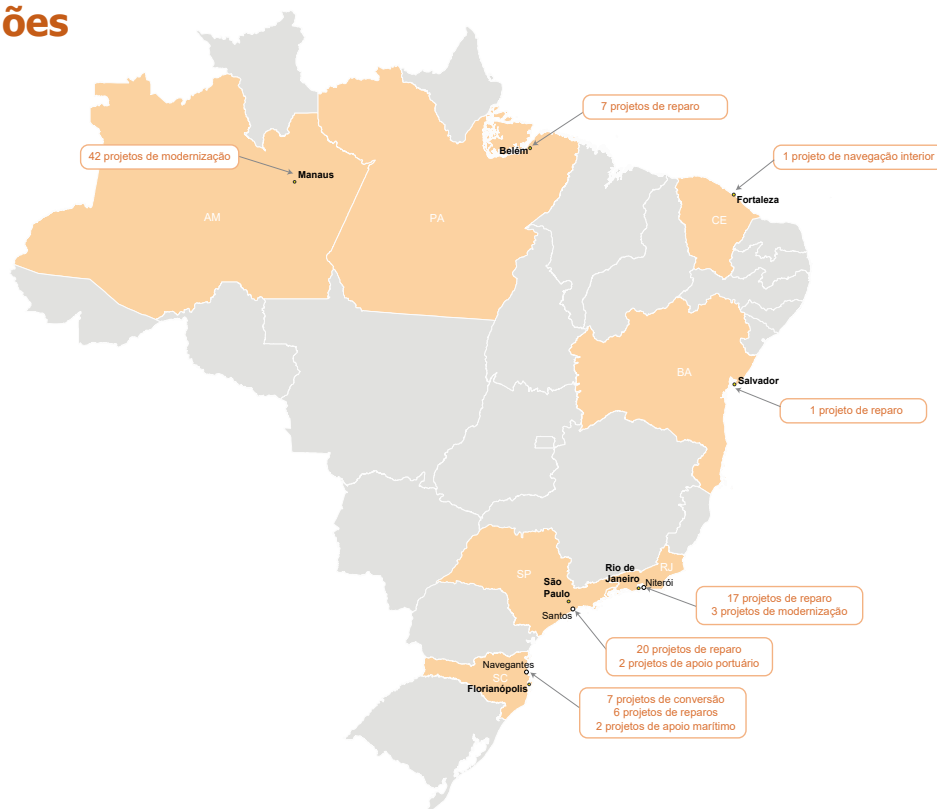 ões
7 projetos de reparo
42 projetos de modernização
Belém
1 projeto de navegação interior
Manaus
Fortaleza
AM
PA
CE
BA
Salvador
1 projeto de reparo
SP
Rio de
Janeiro
RJ
Niterói
São
Paulo
Santos
17 projetos de reparo
3 projetos de modernização
20 projetos de reparo
2 projetos de apoio portuário
Navegantes
SC
Florianópolis
7 projetos de conversão
6 projetos de reparos
2 projetos de apoio marítimo